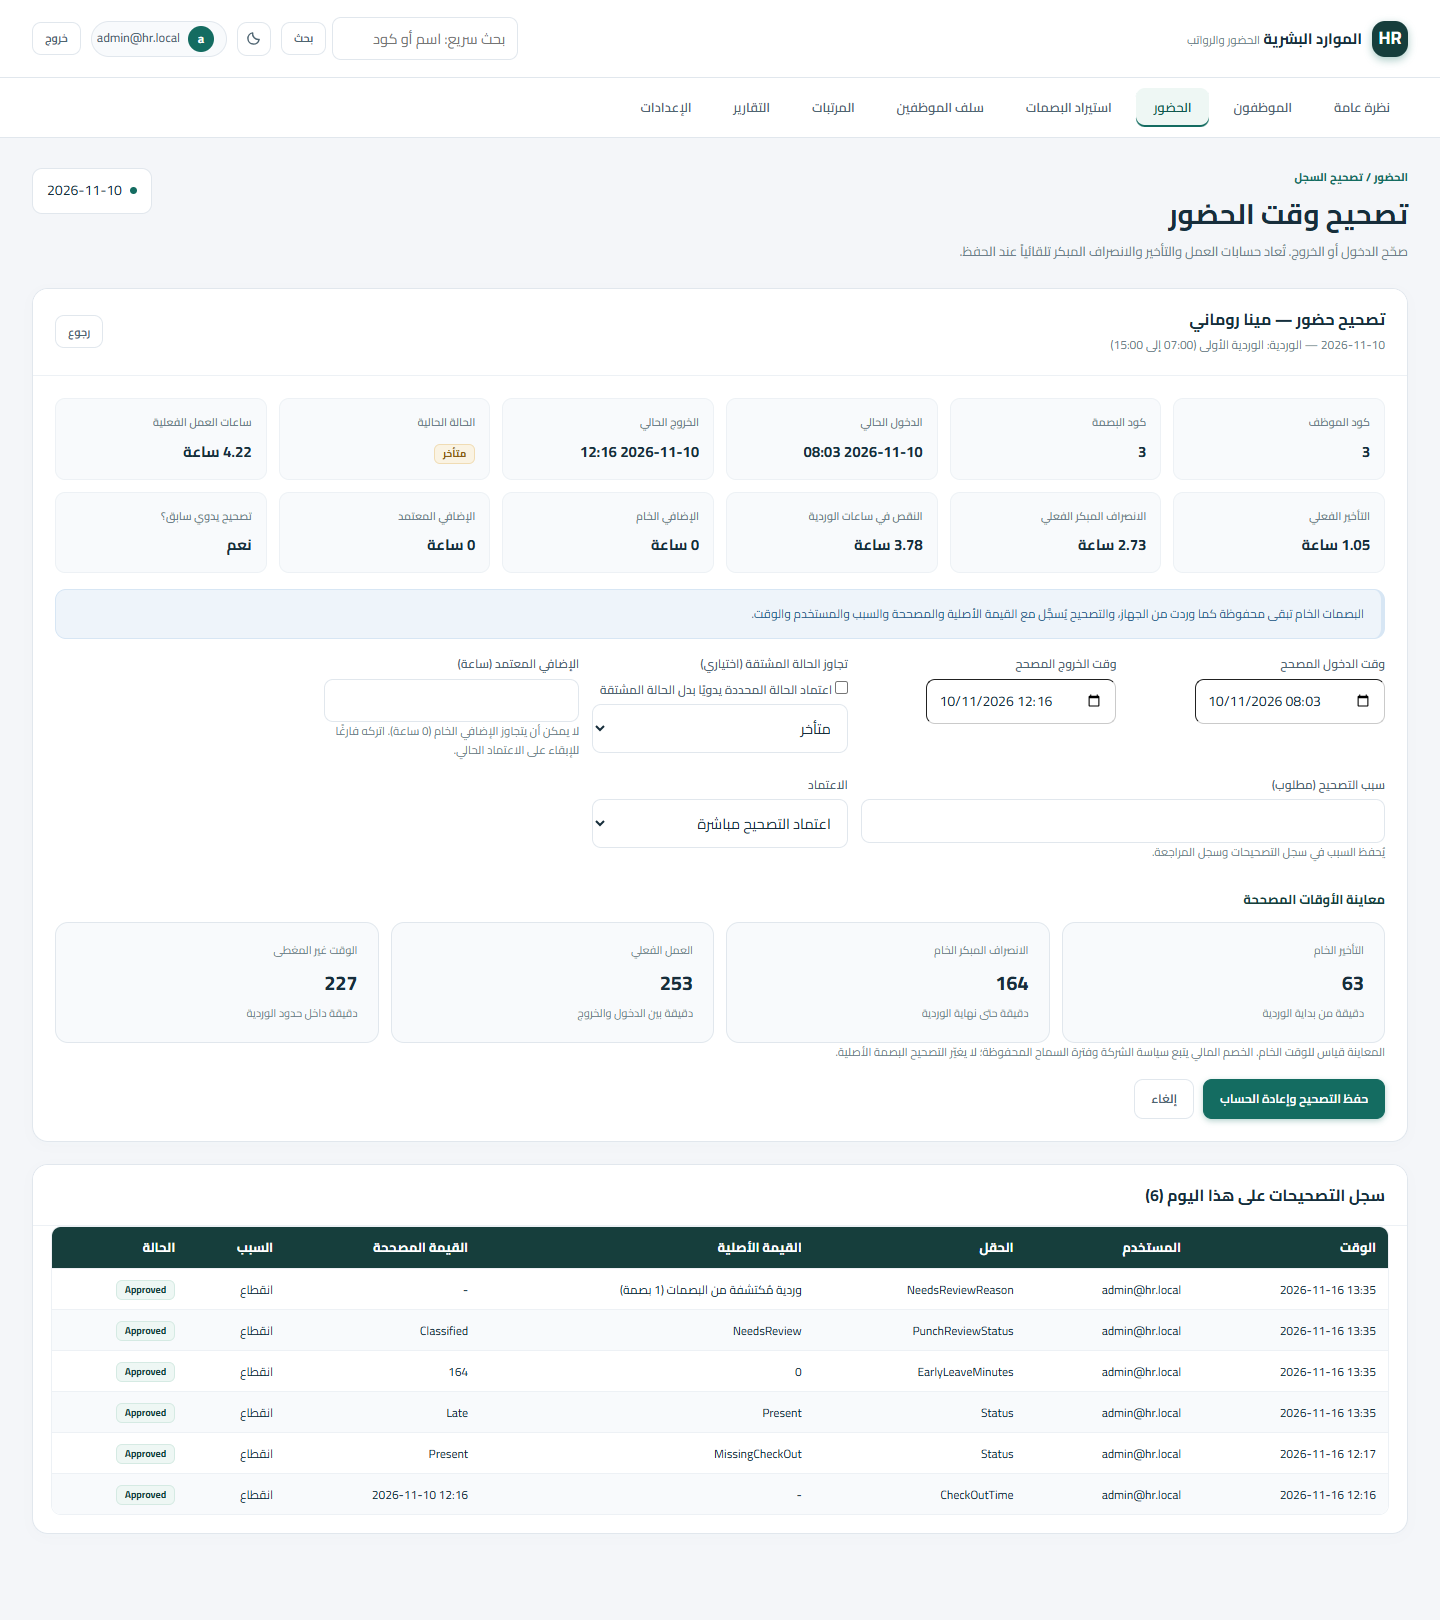 HR الموارد البشرية الحضور والرواتب
بحث سريع: اسم أو كود
بحث
a admin@hr.local
خروج
نظرة عامة
الموظفون
الحضور
استيراد البصمات
سلف الموظفين
المرتبات
التقارير
الإعدادات
الحضور / تصحيح السجل
2026-11-10
تصحيح وقت الحضور
صحّح الدخول أو الخروج. تُعاد حسابات العمل والتأخير والانصراف المبكر تلقائياً عند الحفظ.
تصحيح حضور — مينا روماني
2026-11-10 — الوردية: الوردية الأولى (07:00 إلى 15:00)
رجوع
كود الموظف
3
كود البصمة
3
الدخول الحالي
2026-11-10 08:03
الخروج الحالي
2026-11-10 12:16
الحالة الحالية
متأخر
ساعات العمل الفعلية
4.22 ساعة
التأخير الفعلي
1.05 ساعة
الانصراف المبكر الفعلي
2.73 ساعة
النقص في ساعات الوردية
3.78 ساعة
الإضافي الخام
0 ساعة
الإضافي المعتمد
0 ساعة
تصحيح يدوي سابق؟
نعم
البصمات الخام تبقى محفوظة كما وردت من الجهاز، والتصحيح يُسجَّل مع القيمة الأصلية والمصححة والسبب والمستخدم والوقت.
وقت الدخول المصحح
10/11/2026 08:03
وقت الخروج المصحح
10/11/2026 12:16
تجاوز الحالة المشتقة (اختياري)
اعتماد الحالة المحددة يدويًا بدل الحالة المشتقة
متأخر
الإضافي المعتمد (ساعة)
لا يمكن أن يتجاوز الإضافي الخام (0 ساعة). اتركه فارغًا
للإبقاء على الاعتماد الحالي.
سبب التصحيح (مطلوب)
يُحفظ السبب في سجل التصحيحات وسجل المراجعة.
الاعتماد
اعتماد التصحيح مباشرة
معاينة الأوقات المصححة
التأخير الخام
63
دقيقة من بداية الوردية
الانصراف المبكر الخام
164
دقيقة حتى نهاية الوردية
العمل الفعلي
253
دقيقة بين الدخول والخروج
الوقت غير المغطى
227
دقيقة داخل حدود الوردية
المعاينة قياس للوقت الخام. الخصم المالي يتبع سياسة الشركة وفترة السماح المحفوظة؛ لا يغيّر التصحيح البصمة الأصلية.
حفظ التصحيح وإعادة الحساب
إلغاء
سجل التصحيحات على هذا اليوم (6)
الوقت المستخدم الحقل القيمة الأصلية القيمة المصححة السبب الحالة
2026-11-16 13:35 admin@hr.local NeedsReviewReason وردية مُكتشفة من البصمات (1 بصمة) - انقطاع Approved
2026-11-16 13:35 admin@hr.local PunchReviewStatus NeedsReview Classified انقطاع Approved
2026-11-16 13:35 admin@hr.local EarlyLeaveMinutes 0 164 انقطاع Approved
2026-11-16 13:35 admin@hr.local Status Present Late انقطاع Approved
2026-11-16 12:17 admin@hr.local Status MissingCheckOut Present انقطاع Approved
2026-11-16 12:16 admin@hr.local CheckOutTime - 2026-11-10 12:16 انقطاع Approved